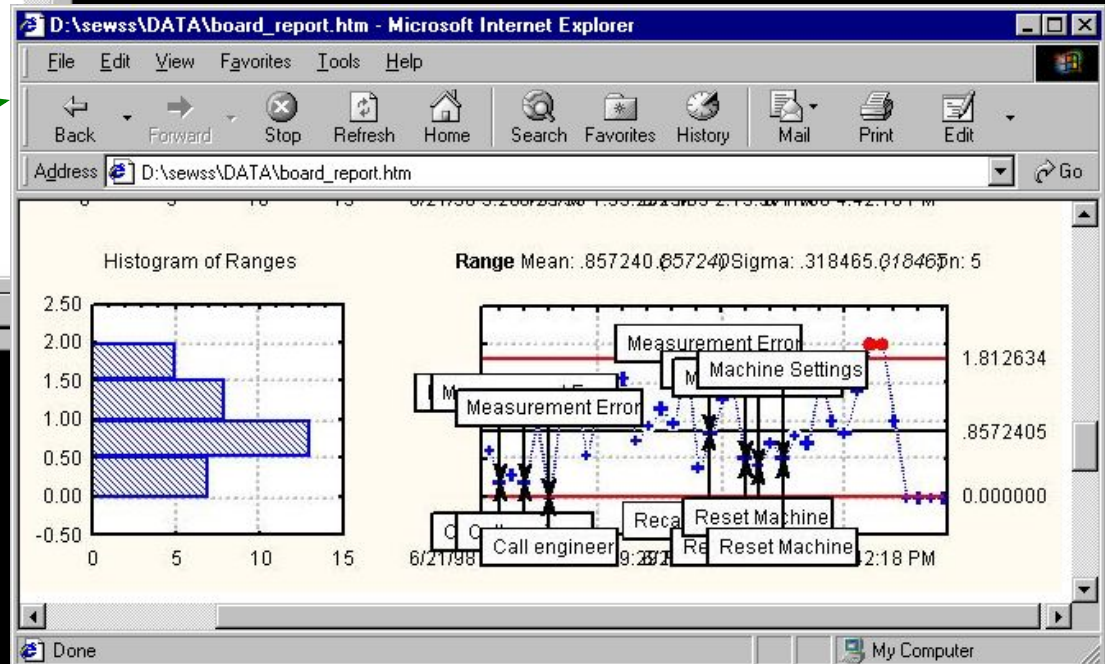 D:\sewss\DATA\board_report.htm - Microsoft Internet Explorer
File Edit View Favorites Tools Help
Back Forward Stop Refresh Home Search Favorites History Mail Print Edit
Address D:\sewss\DATA\board_report.htm Go
Histogram of Ranges
Range Mean: .857240 (.857240) Sigma: .318465 (.318465) n: 5
2.50
2.00
1.50
1.00
0.50
0.00
-0.50
0 5 10 15
Measurement Error
Machine Settings
Measurement Error
1.812634
.8572405
0.000000
Reset Machine
Call engineer
Reset Machine
6/21/98
42:18 PM
Done My Computer